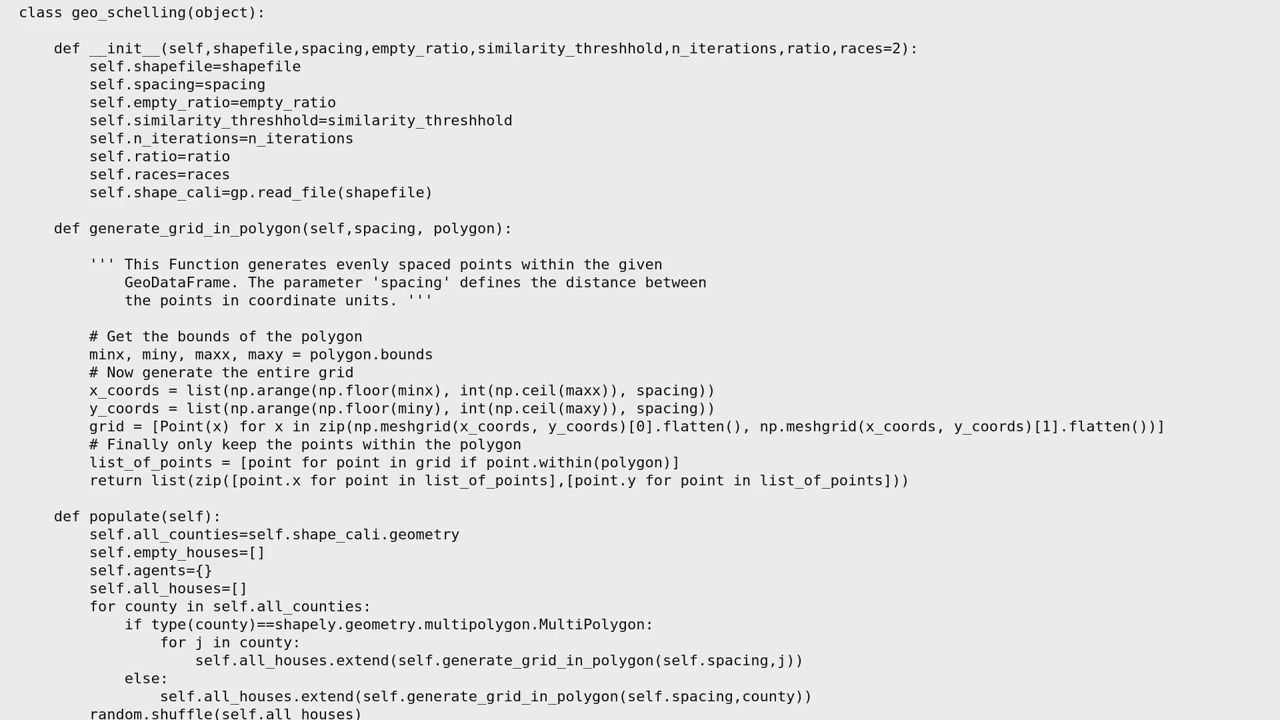 class geo_schelling(object):
def __init__(self,shapefile,spacing,empty_ratio,similarity_threshhold,n_iterations,ratio,races=2):
self.shapefile=shapefile
self.spacing=spacing
self.empty_ratio=empty_ratio
self.similarity_threshhold=similarity_threshhold
self.n_iterations=n_iterations
self.ratio=ratio
self.races=races
self.shape_cali=gp.read_file(shapefile)
def generate_grid_in_polygon(self,spacing, polygon):
''' This Function generates evenly spaced points within the given
GeoDataFrame. The parameter 'spacing' defines the distance between
the points in coordinate units. '''
# Get the bounds of the polygon
minx, miny, maxx, maxy = polygon.bounds
# Now generate the entire grid
x_coords = list(np.arange(np.floor(minx), int(np.ceil(maxx)), spacing))
y_coords = list(np.arange(np.floor(miny), int(np.ceil(maxy)), spacing))
grid = [Point(x) for x in zip(np.meshgrid(x_coords, y_coords)[0].flatten(), np.meshgrid(x_coords, y_coords)[1].flatten())]
# Finally only keep the points within the polygon
list_of_points = [point for point in grid if point.within(polygon)]
return list(zip([point.x for point in list_of_points],[point.y for point in list_of_points]))
def populate(self):
self.all_counties=self.shape_cali.geometry
self.empty_houses=[]
self.agents={}
self.all_houses=[]
for county in self.all_counties:
if type(county)==shapely.geometry.multipolygon.MultiPolygon:
for j in county:
self.all_houses.extend(self.generate_grid_in_polygon(self.spacing,j))
else:
self.all_houses.extend(self.generate_grid_in_polygon(self.spacing,county))
random.shuffle(self.all_houses)